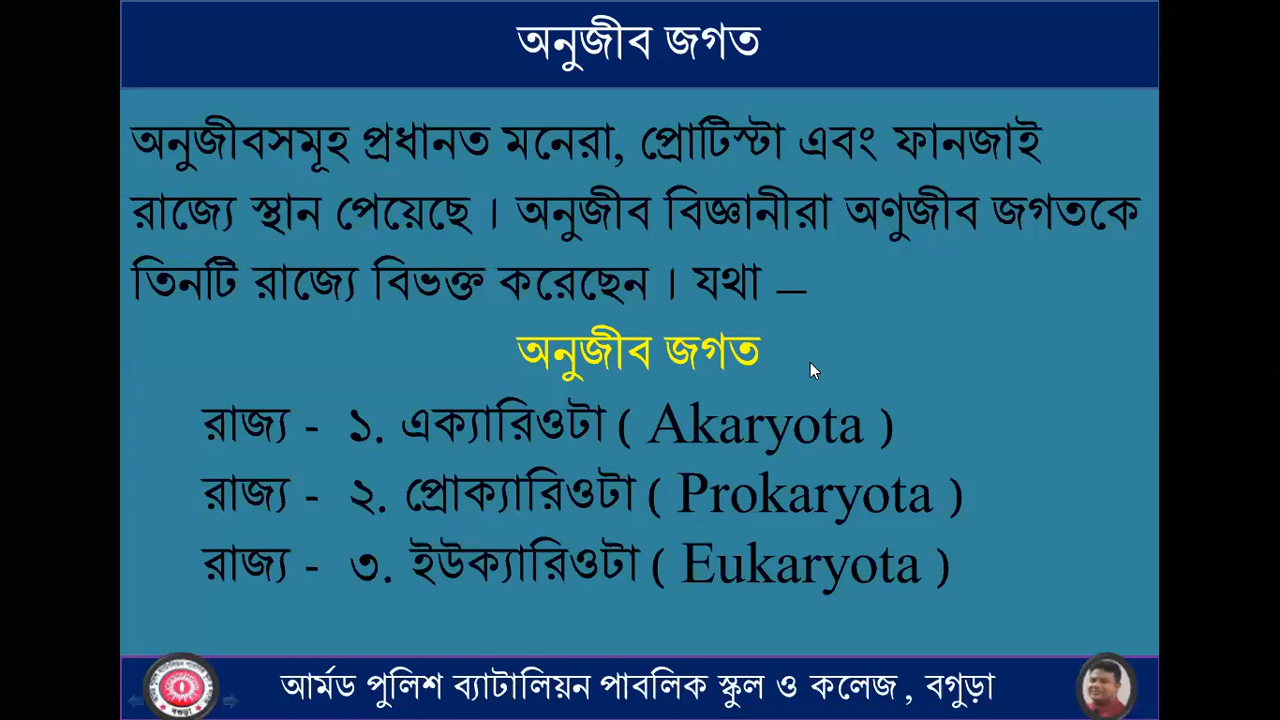 অনুজীব জগত
অনুজীবসমূহ প্রধানত মনেরা, প্রোটিস্টা এবং ফানজাই
রাজ্যে স্থান পেয়েছে । অনুজীব বিজ্ঞানীরা অণুজীব জগতকে
তিনটি রাজ্যে বিভক্ত করেছেন । যথা –
অনুজীব জগত
রাজ্য - ১. এক্যারিওটা ( Akaryota )
রাজ্য - ২. প্রোক্যারিওটা ( Prokaryota )
রাজ্য - ৩. ইউক্যারিওটা ( Eukaryota )
আর্মড পুলিশ ব্যাটালিয়ন পাবলিক স্কুল ও কলেজ, বগুড়া